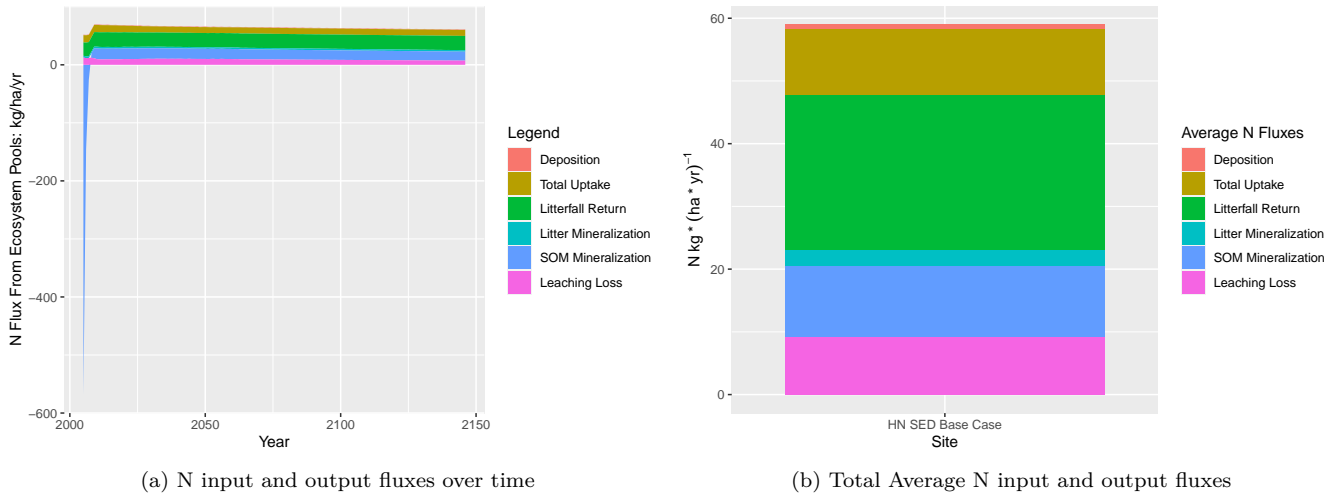 0
−200
−400
−600
2000
2050
2100
2150
Year
N Flux From Ecosystem Pools: kg/ha/yr
Legend
Deposition
Total Uptake
Litterfall Return
Litter Mineralization
SOM Mineralization
Leaching Loss
(a) N input and output fluxes over time
60
40
20
0
N kg * (ha * yr)⁻¹
HN SED Base Case
Site
Average N Fluxes
Deposition
Total Uptake
Litterfall Return
Litter Mineralization
SOM Mineralization
Leaching Loss
(b) Total Average N input and output fluxes